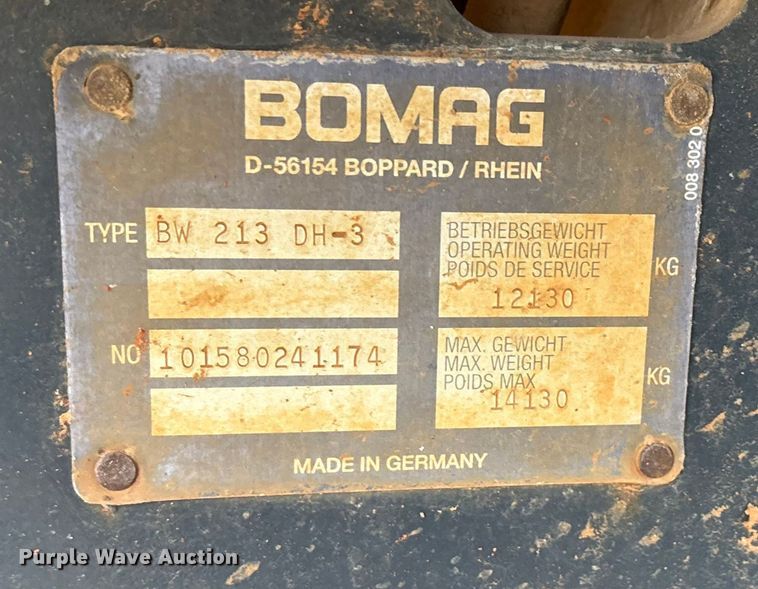 BOMAG
D-56154 BOPPARD / RHEIN
TYPE BW 213 DH-3
BETRIEBSGEWICHT
OPERATING WEIGHT
POIDS DE SERVICE
12130 KG
NO 101580241174
MAX. GEWICHT
MAX. WEIGHT
POIDS MAX
14130 KG
MADE IN GERMANY
008 302 0
Purple Wave Auction